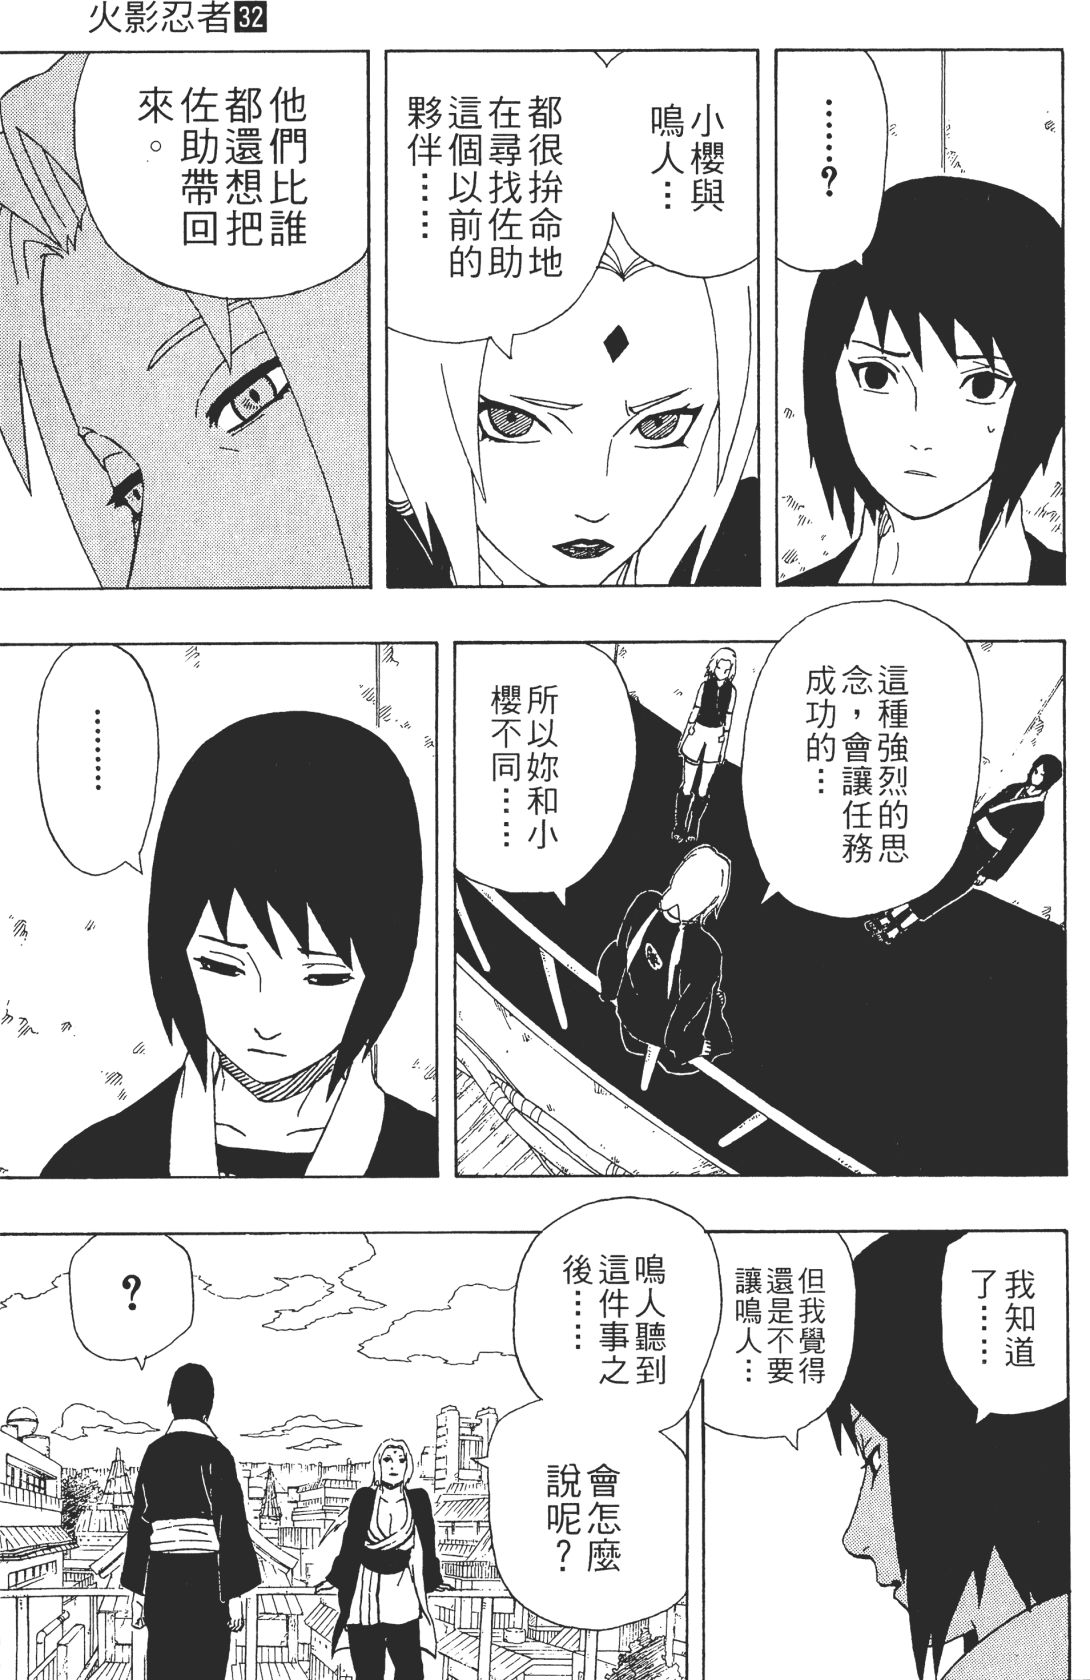 火影忍者32
……?
小櫻與
鳴人…
都很拚命地
在尋找佐助
這個以前的
夥伴……
他們比誰
都還想把
佐助帶回
來。
這種強烈的思
念，會讓任務
成功的…
所以妳和小
櫻不同……
………
我知道
了……
但我覺得
還是不要
讓鳴人…
鳴人聽到
這件事之
後……
會怎麼
說呢？
？